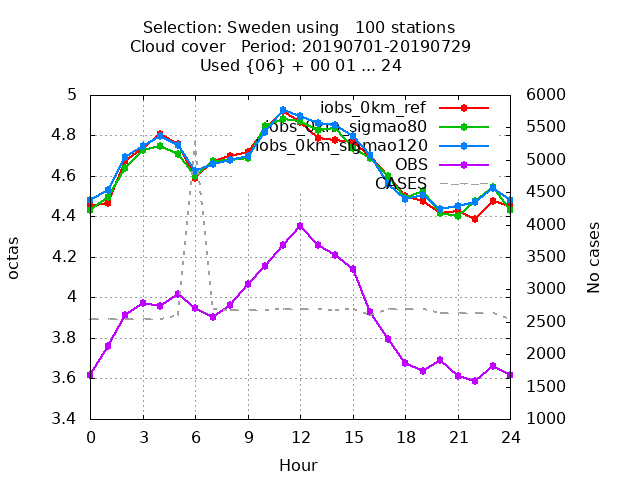 Selection: Sweden using   100 stations
Cloud cover   Period: 20190701-20190729
Used {06} + 00 01 ... 24
5
4.8
4.6
4.4
4.2
4
3.8
3.6
3.4
octas
6000
5500
5000
4500
4000
3500
3000
2500
2000
1500
1000
No cases
iobs_0km_ref
iobs_0km_sigmao80
iobs_0km_sigmao120
OBS
CASES
0 3 6 9 12 15 18 21 24
Hour